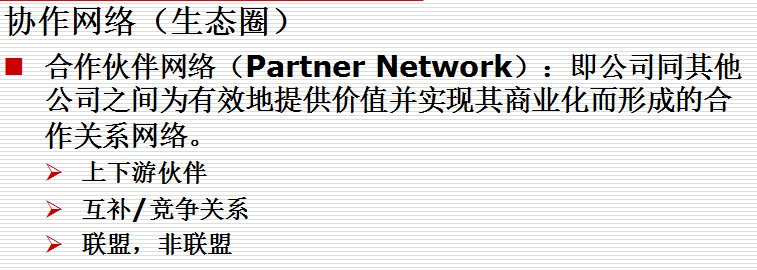 协作网络（生态圈）
合作伙伴网络（Partner Network）：即公司同其他
公司之间为有效地提供价值并实现其商业化而形成的合
作关系网络。
上下游伙伴
互补/竞争关系
联盟，非联盟